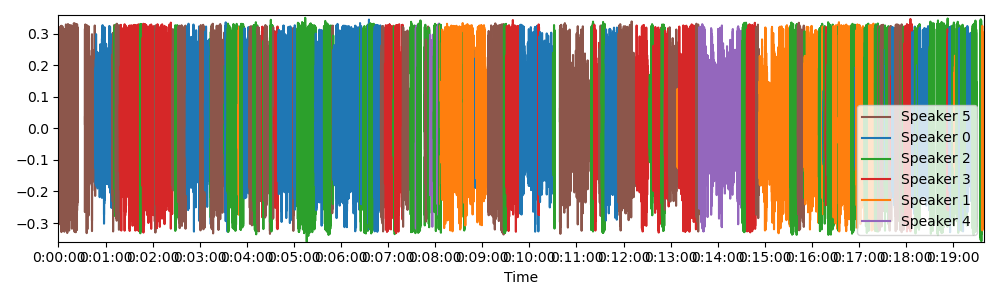 0.3
0.2
0.1
0.0
−0.1
−0.2
−0.3
Speaker 5
Speaker 0
Speaker 2
Speaker 3
Speaker 1
Speaker 4
0:00:00 0:01:00 0:02:00 0:03:00 0:04:00 0:05:00 0:06:00 0:07:00 0:08:00 0:09:00 0:10:00 0:11:00 0:12:00 0:13:00 0:14:00 0:15:00 0:16:00 0:17:00 0:18:00 0:19:00
Time